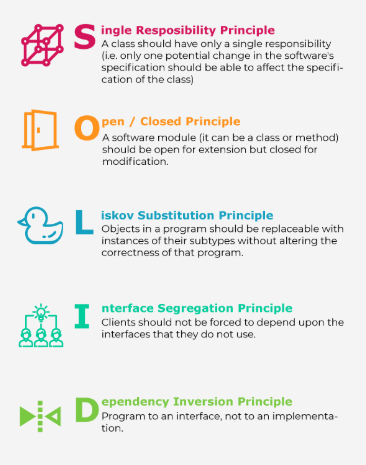 Single Resposibility Principle
A class should have only a single responsibility
(i.e. only one potential change in the software's
specification should be able to affect the specifi-
cation of the class)
Open / Closed Principle
A software module (it can be a class or method)
should be open for extension but closed for
modification.
Liskov Substitution Principle
Objects in a program should be replaceable with
instances of their subtypes without altering the
correctness of that program.
Interface Segregation Principle
Clients should not be forced to depend upon the
interfaces that they do not use.
Dependency Inversion Principle
Program to an interface, not to an implementa-
tion.